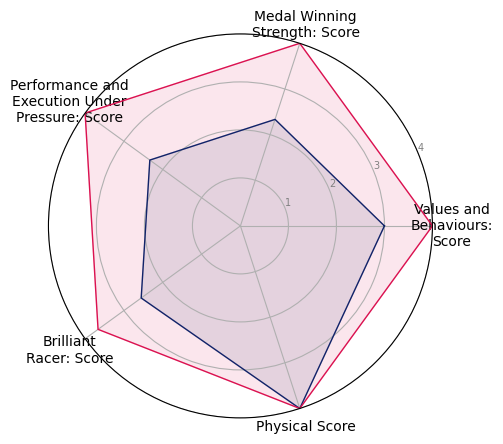 Medal Winning
Strength: Score
Performance and
Execution Under
Pressure: Score
4
3
2
1
Values and
Behaviours:
Score
Brilliant
Racer: Score
Physical Score